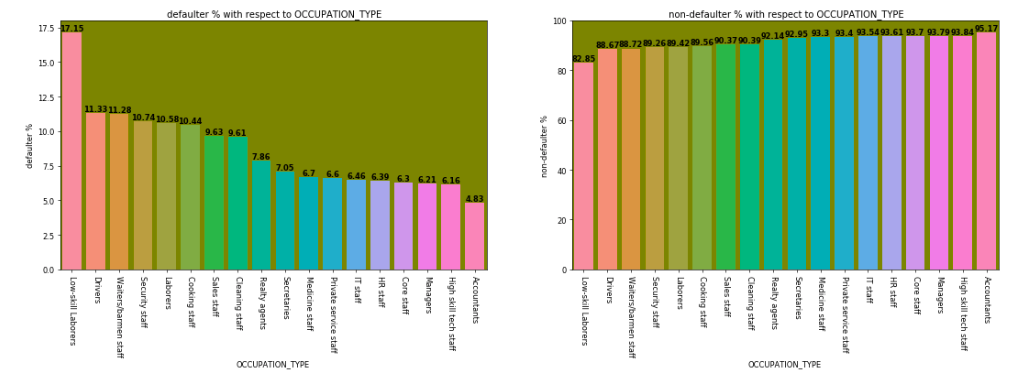 defaulter % with respect to OCCUPATION_TYPE
17.5
15.0
12.5
10.0
7.5
5.0
2.5
0.0
defaulter %
17.15
11.33
11.28
10.74
10.58
10.44
9.63
9.61
7.86
7.05
6.7
6.6
6.46
6.39
6.3
6.21
6.16
4.83
Low-skill Laborers
Drivers
Waiters/barmen staff
Security staff
Laborers
Cooking staff
Sales staff
Cleaning staff
Realty agents
Secretaries
Medicine staff
Private service staff
IT staff
HR staff
Core staff
Managers
High skill tech staff
Accountants
OCCUPATION_TYPE
non-defaulter % with respect to OCCUPATION_TYPE
100
80
60
40
20
0
non-defaulter %
82.85
88.67
88.72
89.26
89.42
89.56
90.37
90.39
92.14
92.95
93.3
93.4
93.54
93.61
93.7
93.79
93.84
95.17
Low-skill Laborers
Drivers
Waiters/barmen staff
Security staff
Laborers
Cooking staff
Sales staff
Cleaning staff
Realty agents
Secretaries
Medicine staff
Private service staff
IT staff
HR staff
Core staff
Managers
High skill tech staff
Accountants
OCCUPATION_TYPE